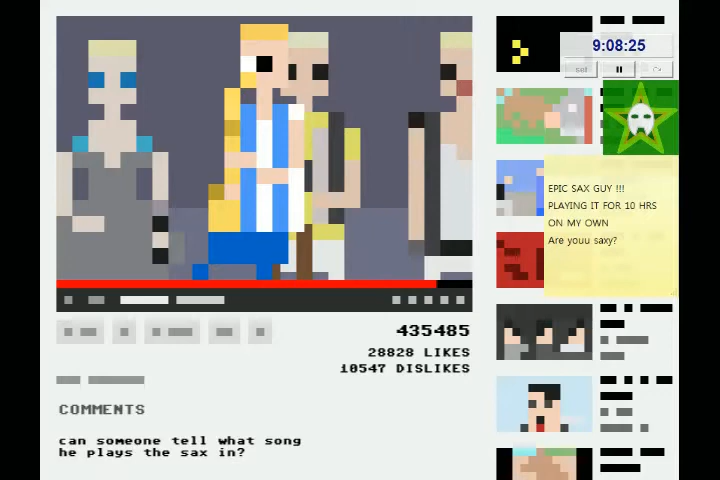 9:08:25
EPIC SAX GUY !!!
PLAYING IT FOR 10 HRS
ON MY OWN
Are youu saxy?
435485
28828 LIKES
10547 DISLIKES
COMMENTS
can someone tell what song
he plays the sax in?